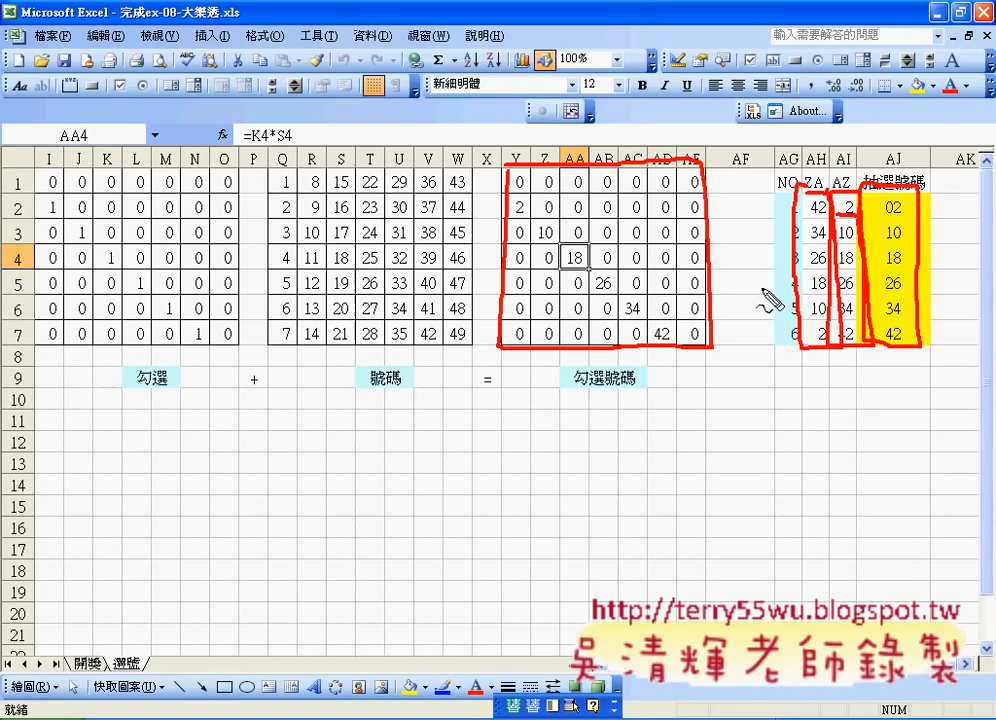 Microsoft Excel - 完成ex-08-大樂透.xls
檔案(F) 編輯(E) 檢視(V) 插入(I) 格式(O) 工具(T) 資料(D) 視窗(W) 說明(H) 輸入需要解答的問題
100%
新細明體 12 B I U
About...
AA4 fx =K4*S4
I J K L M N O P Q R S T U V W X Y Z AA AB AC AD AE AF AG AH AI AJ AK
1 0 0 0 0 0 0 0 1 8 15 22 29 36 43 0 0 0 0 0 0 0 NO ZA AZ 抽選號碼
2 1 0 0 0 0 0 0 2 9 16 23 30 37 44 2 0 0 0 0 0 0 42 2 02
3 0 1 0 0 0 0 0 3 10 17 24 31 38 45 0 10 0 0 0 0 0 2 34 10 10
4 0 0 1 0 0 0 0 4 11 18 25 32 39 46 0 0 18 0 0 0 0 3 26 18 18
5 0 0 0 1 0 0 0 5 12 19 26 33 40 47 0 0 0 26 0 0 0 4 18 26 26
6 0 0 0 0 1 0 0 6 13 20 27 34 41 48 0 0 0 0 34 0 0 5 10 34 34
7 0 0 0 0 0 1 0 7 14 21 28 35 42 49 0 0 0 0 0 42 0 6 2 42 42
8
9 勾選 + 號碼 = 勾選號碼
10
11
12
13
14
15
16
17
18
19
20
21
http://terry55wu.blogspot.tw
吳清輝老師錄製
開獎 選號
繪圖(R) 快取圖案(U)
就緒 NUM